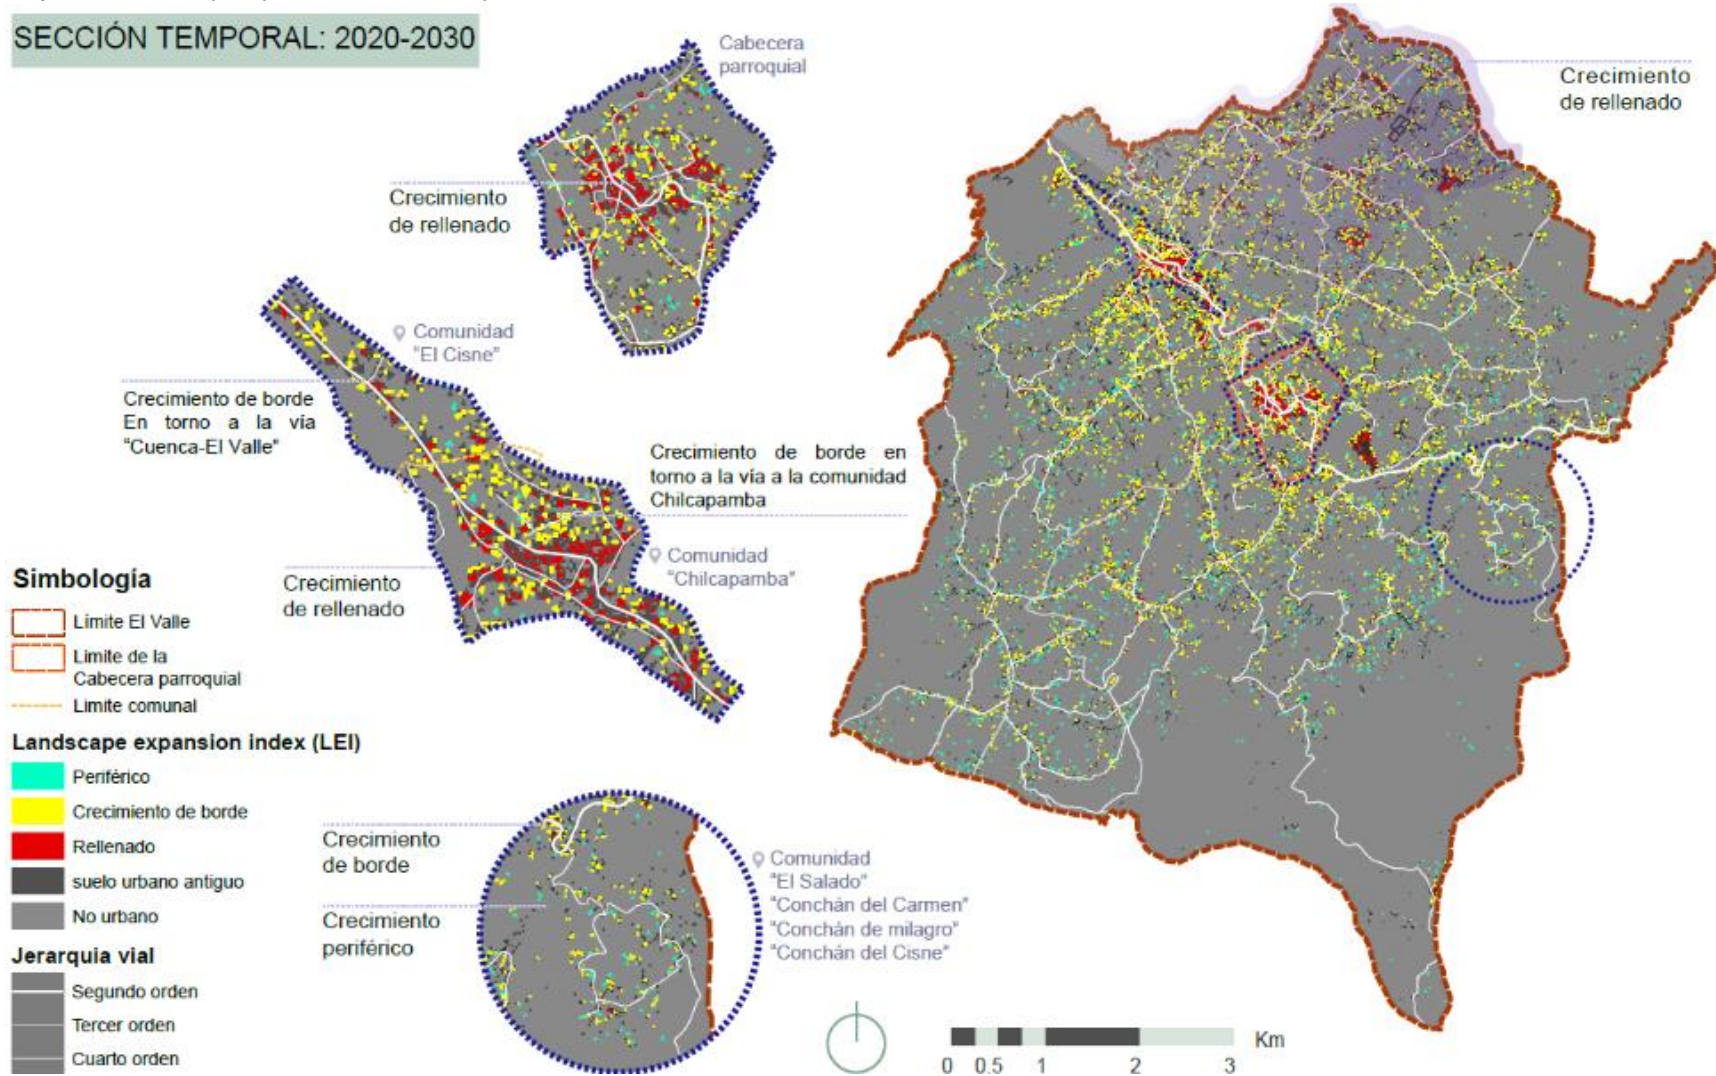 SECCIÓN TEMPORAL: 2020-2030
Cabecera
parroquial
Crecimiento
de rellenado
Crecimiento
de rellenado
Comunidad
"El Cisne"
Crecimiento de borde
En torno a la vía
"Cuenca-El Valle"
Crecimiento de borde en
torno a la vía a la comunidad
Chilcapamba
Comunidad
"Chilcapamba"
Crecimiento
de rellenado
Simbología
Límite El Valle
Limite de la
Cabecera parroquial
Limite comunal
Landscape expansion index (LEI)
Periférico
Crecimiento de borde
Rellenado
suelo urbano antiguo
No urbano
Jerarquia vial
Segundo orden
Tercer orden
Cuarto orden
Crecimiento
de borde
Crecimiento
periférico
Comunidad
"El Salado"
"Conchán del Carmen"
"Conchán de milagro"
"Conchán del Cisne"
Km
0 0.5 1 2 3